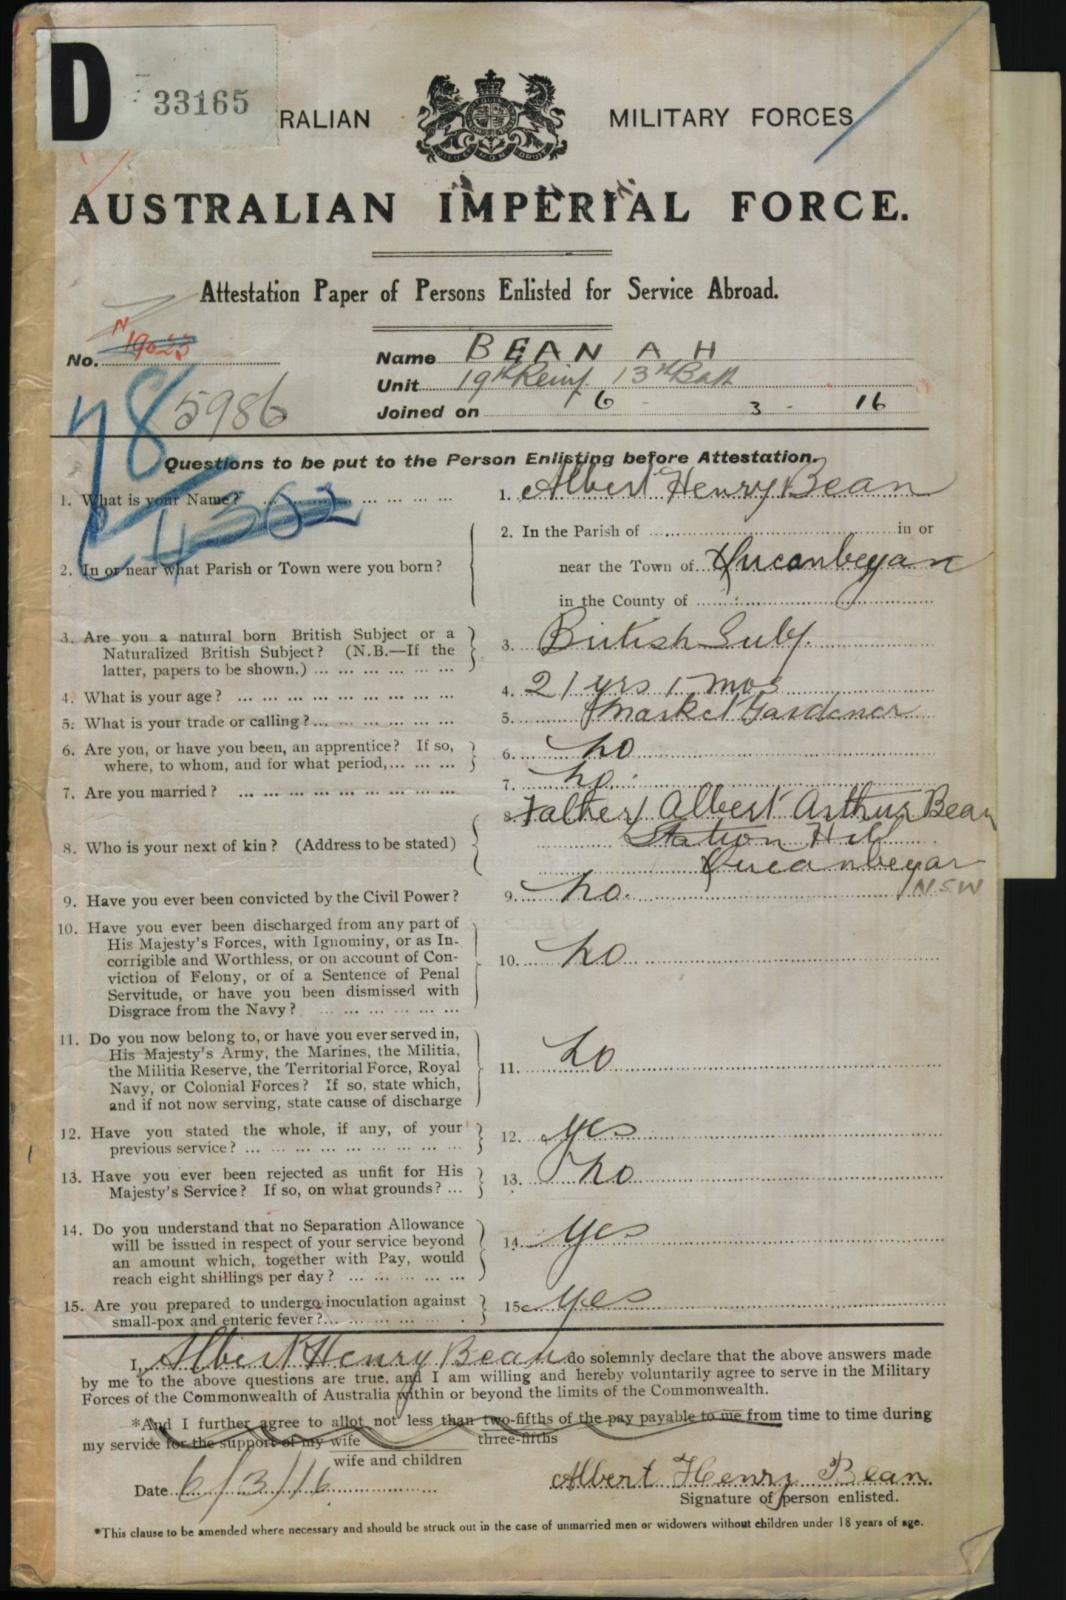 D 33165
RALIAN MILITARY FORCES
AUSTRALIAN IMPERIAL FORCE.
Attestation Paper of Persons Enlisted for Service Abroad.
No. N 19023
Name BEAN A H
Unit 19th Reinf 13th Batt
5986
Joined on 6 - 3 - 16
Questions to be put to the Person Enlisting before Attestation.
1. What is your Name? ... ... ... ... ... 1. Albert Henry Bean
2. In or near what Parish or Town were you born?
2. In the Parish of ... in or
near the Town of Queanbeyan
in the County of
3. Are you a natural born British Subject or a
Naturalized British Subject? (N.B.—If the
latter, papers to be shown.) ... ... ... ... ...
3. British Subj.
4. What is your age? ... ... ... ... ... ... ... 4. 21 yrs 1 mos
5. What is your trade or calling? ... ... ... ... ... 5. Market Gardener
6. Are you, or have you been, an apprentice? If so,
where, to whom, and for what period, ... ... ...
6. no
7. Are you married? ... ... ... ... ... ... ... 7. no.
8. Who is your next of kin? (Address to be stated)
8. Father Albert Arthur Bean
Station Hill
Queanbeyan
NSW
9. Have you ever been convicted by the Civil Power? 9. no.
10. Have you ever been discharged from any part of
His Majesty's Forces, with Ignominy, or as In-
corrigible and Worthless, or on account of Con-
viction of Felony, or of a Sentence of Penal
Servitude, or have you been dismissed with
Disgrace from the Navy? ... ... ... ... ...
10. no
11. Do you now belong to, or have you ever served in,
His Majesty's Army, the Marines, the Militia,
the Militia Reserve, the Territorial Force, Royal
Navy, or Colonial Forces? If so, state which,
and if not now serving, state cause of discharge
11. no
12. Have you stated the whole, if any, of your
previous service? ... ... ... ... ... ... ...
12. yes
13. Have you ever been rejected as unfit for His
Majesty's Service? If so, on what grounds? ...
13. no
14. Do you understand that no Separation Allowance
will be issued in respect of your service beyond
an amount which, together with Pay, would
reach eight shillings per day? ... ... ... ...
14. yes
15. Are you prepared to undergo inoculation against
small-pox and enteric fever? ... ... ... ...
15. yes
I, Albert Henry Bean do solemnly declare that the above answers made
by me to the above questions are true, and I am willing and hereby voluntarily agree to serve in the Military
Forces of the Commonwealth of Australia within or beyond the limits of the Commonwealth.
*And I further agree to allot not less than two-fifths of the pay payable to me from time to time during
three-fifths
my service for the support of my wife
wife and children
Date 6/3/16
Albert Henry Bean
Signature of person enlisted.
*This clause to be amended where necessary and should be struck out in the case of unmarried men or widowers without children under 18 years of age.